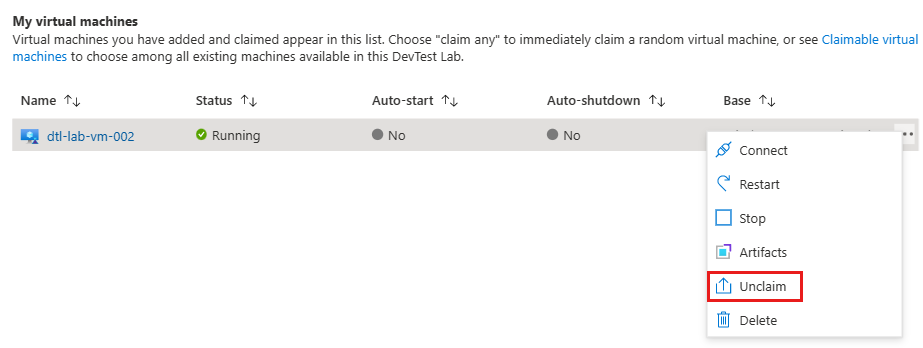 My virtual machines
Virtual machines you have added and claimed appear in this list. Choose "claim any" to immediately claim a random virtual machine, or see Claimable virtual
machines to choose among all existing machines available in this DevTest Lab.
Name Status Auto-start Auto-shutdown Base
dtl-lab-vm-002 Running No No
Connect
Restart
Stop
Artifacts
Unclaim
Delete